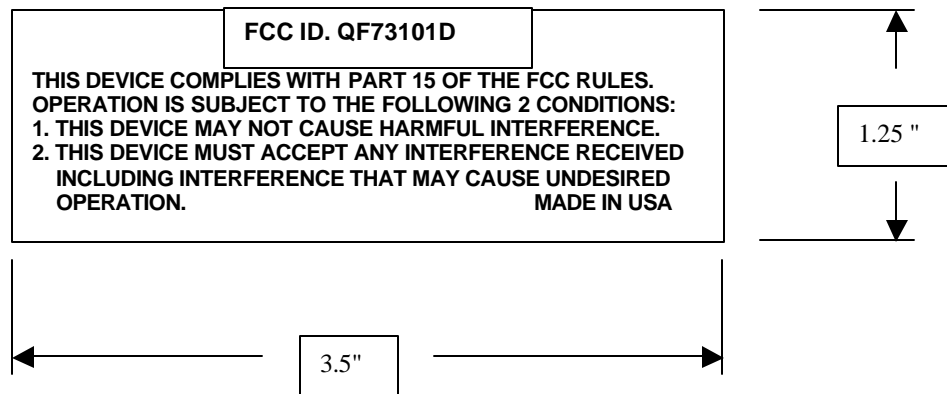 FCC ID. QF73101D
THIS DEVICE COMPLIES WITH PART 15 OF THE FCC RULES.
OPERATION IS SUBJECT TO THE FOLLOWING 2 CONDITIONS:
1. THIS DEVICE MAY NOT CAUSE HARMFUL INTERFERENCE.
2. THIS DEVICE MUST ACCEPT ANY INTERFERENCE RECEIVED
INCLUDING INTERFERENCE THAT MAY CAUSE UNDESIRED
OPERATION. MADE IN USA
1.25 "
3.5"